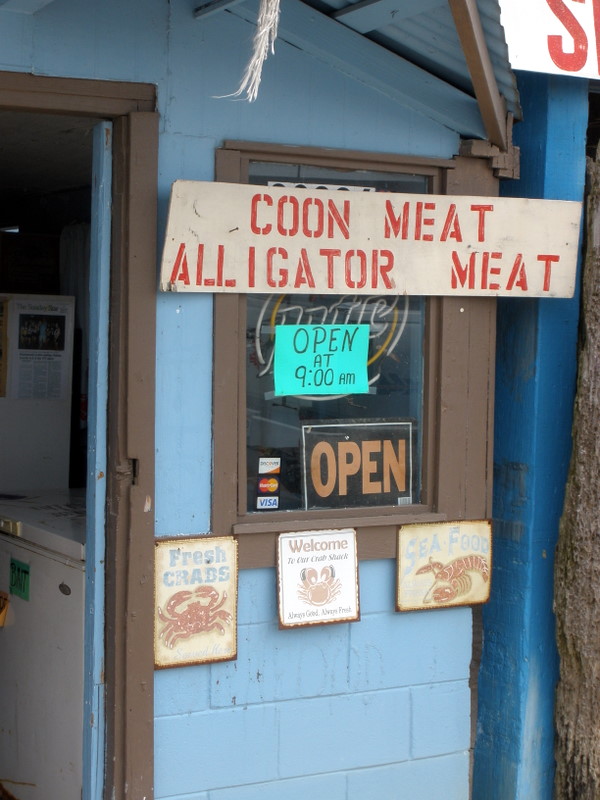 COON MEAT
ALLIGATOR MEAT
OPEN
AT
9:00 AM
OPEN
DISCOVER
MasterCard
VISA
Fresh
CRABS
Welcome
To Our Crab Shack
Always Good, Always Fresh
SEA FOOD
BAIT